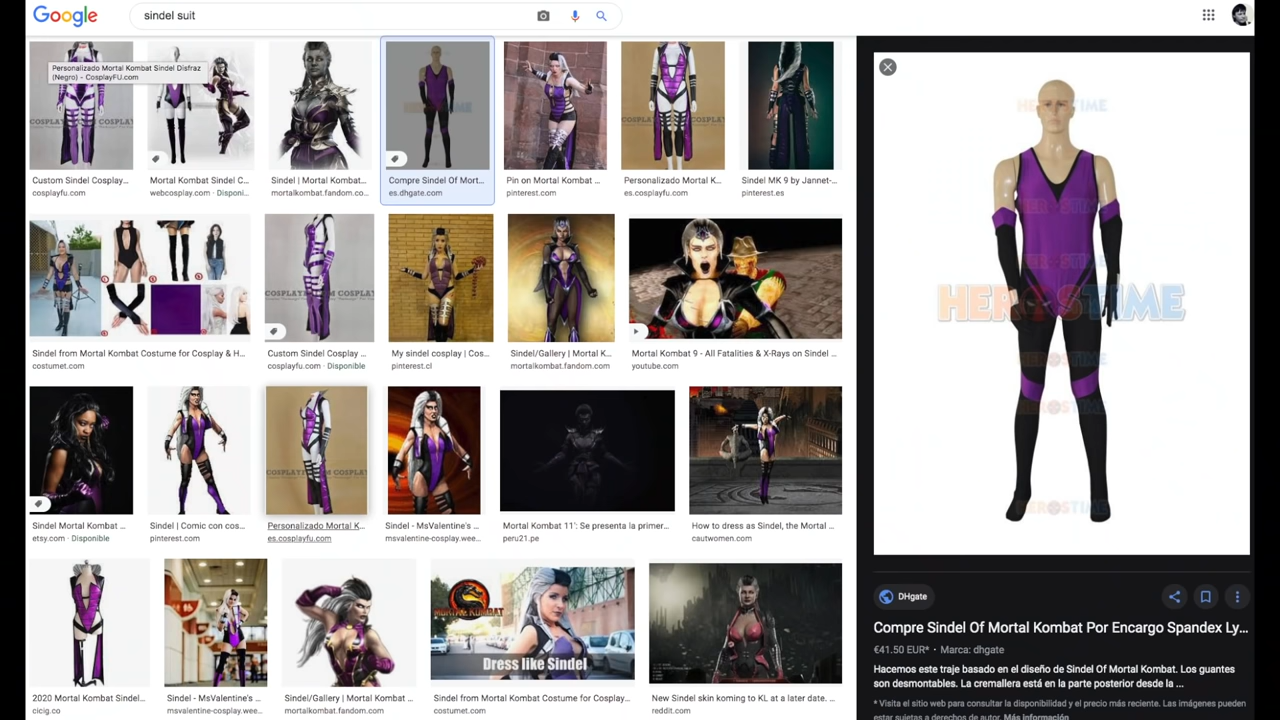 Google
sindel suit
Personalizado Mortal Kombat Sindel Disfraz
(Negro) - CosplayFU.com
Custom Sindel Cosplay...
cosplayfu.com
Mortal Kombat Sindel C...
webcosplay.com · Disponi...
Sindel | Mortal Kombat...
mortalkombat.fandom.co...
Compre Sindel Of Mort...
es.dhgate.com
Pin on Mortal Kombat ...
pinterest.com
Personalizado Mortal K...
es.cosplayfu.com
Sindel MK 9 by Jannet-...
pinterest.es
Sindel from Mortal Kombat Costume for Cosplay & H...
costumet.com
Custom Sindel Cosplay ...
cosplayfu.com · Disponible
My sindel cosplay | Cos...
pinterest.cl
Sindel/Gallery | Mortal K...
mortalkombat.fandom.com
Mortal Kombat 9 - All Fatalities & X-Rays on Sindel ...
youtube.com
Sindel Mortal Kombat ...
etsy.com · Disponible
Sindel | Comic con cos...
pinterest.com
Personalizado Mortal K...
es.cosplayfu.com
Sindel - MsValentine's ...
msvalentine-cosplay.wee...
Mortal Kombat 11': Se presenta la primer...
peru21.pe
How to dress as Sindel, the Mortal ...
cautwomen.com
MORTAL KOMBAT
Dress like Sindel
2020 Mortal Kombat Sindel...
cicig.co
Sindel - MsValentine's ...
msvalentine-cosplay.wee...
Sindel/Gallery | Mortal Kombat ...
mortalkombat.fandom.com
Sindel from Mortal Kombat Costume for Cosplay...
costumet.com
New Sindel skin coming to KL at a later date. ...
reddit.com
HEROSTIME
DHgate
Compre Sindel Of Mortal Kombat Por Encargo Spandex Ly...
€41.50 EUR* · Marca: dhgate
Hacemos este traje basado en el diseño de Sindel Of Mortal Kombat. Los guantes
son desmontables. La cremallera está en la parte posterior desde la ...
* Visita el sitio web para consultar la disponibilidad y el precio más reciente. Las imágenes pueden
estar sujetas a derechos de autor. Más información